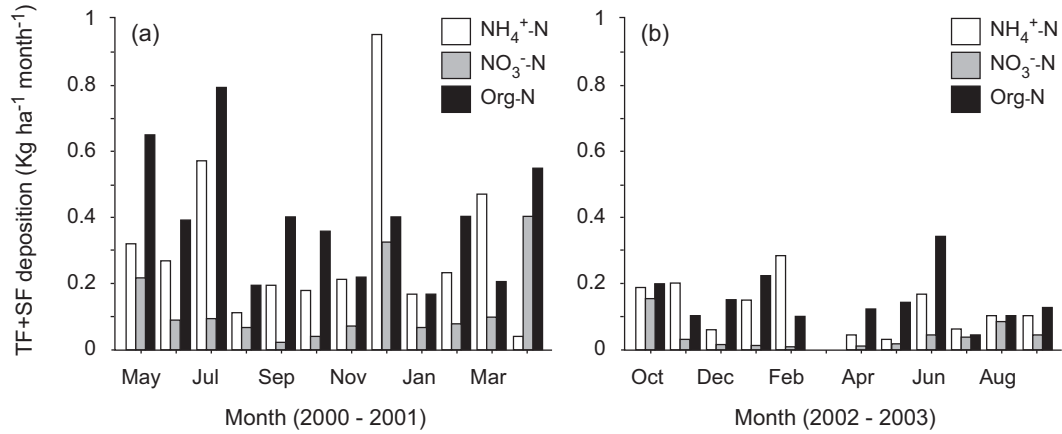 TF+SF deposition (Kg ha⁻¹ month⁻¹)
1
0.8
0.6
0.4
0.2
0
(a)
NH₄⁺-N
NO₃⁻-N
Org-N
May Jul Sep Nov Jan Mar
Month (2000 - 2001)
1
0.8
0.6
0.4
0.2
0
(b)
NH₄⁺-N
NO₃⁻-N
Org-N
Oct Dec Feb Apr Jun Aug
Month (2002 - 2003)